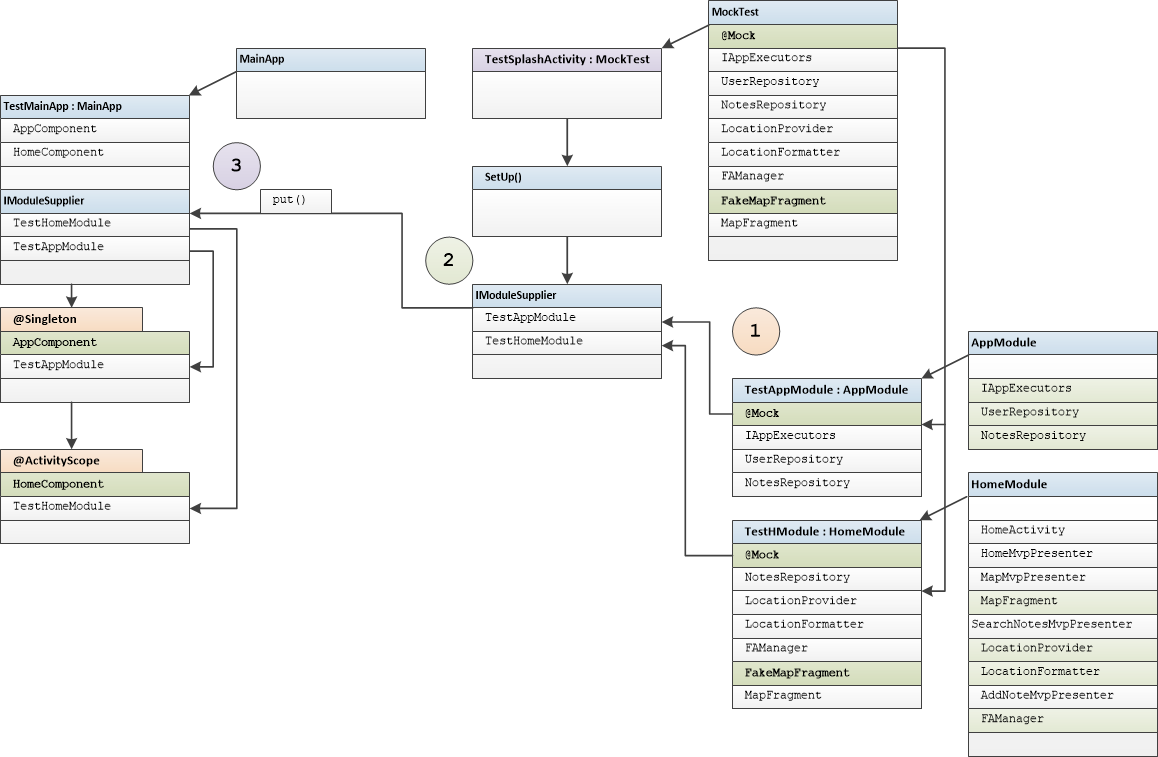 MockTest
@Mock
IAppExecutors
UserRepository
NotesRepository
LocationProvider
LocationFormatter
FAManager
FakeMapFragment
MapFragment
MainApp
TestSplashActivity : MockTest
TestMainApp : MainApp
AppComponent
HomeComponent
3
SetUp()
put()
IModuleSupplier
TestHomeModule
TestAppModule
2
IModuleSupplier
TestAppModule
TestHomeModule
@Singleton
AppComponent
TestAppModule
@ActivityScope
HomeComponent
TestHomeModule
1
TestAppModule : AppModule
@Mock
IAppExecutors
UserRepository
NotesRepository
AppModule
IAppExecutors
UserRepository
NotesRepository
TestHModule : HomeModule
@Mock
NotesRepository
LocationProvider
LocationFormatter
FAManager
FakeMapFragment
MapFragment
HomeModule
HomeActivity
HomeMvpPresenter
MapMvpPresenter
MapFragment
SearchNotesMvpPresenter
LocationProvider
LocationFormatter
AddNoteMvpPresenter
FAManager